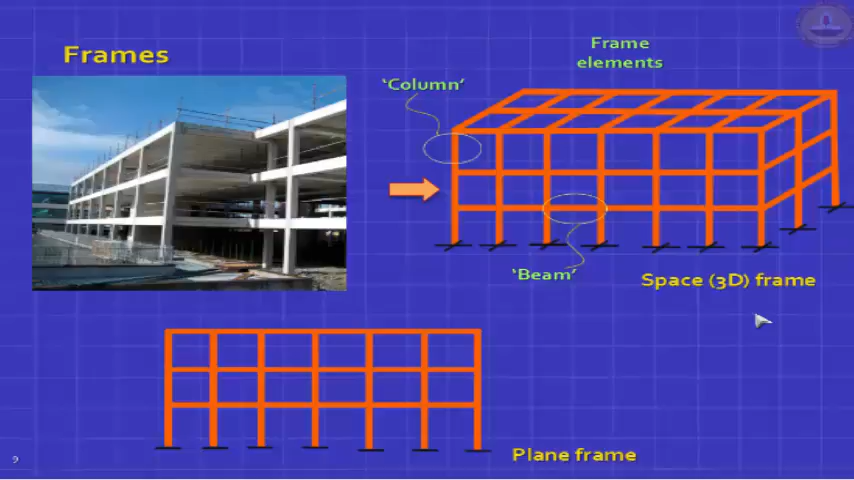 Frames
Frame
elements
‘Column’
‘Beam’
Space (3D) frame
Plane frame
9